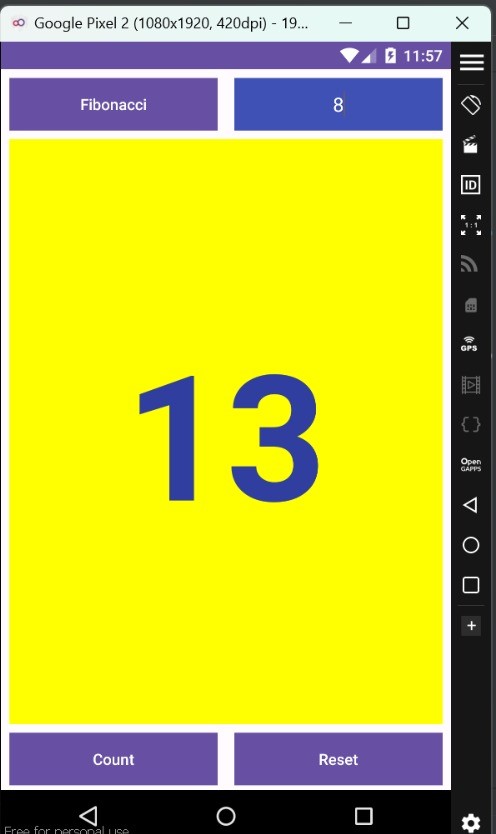 Google Pixel 2 (1080x1920, 420dpi) - 19...
11:57
Fibonacci
8
13
Count
Reset
ID
1:1
GPS
Open
GAPPS
Free for personal use